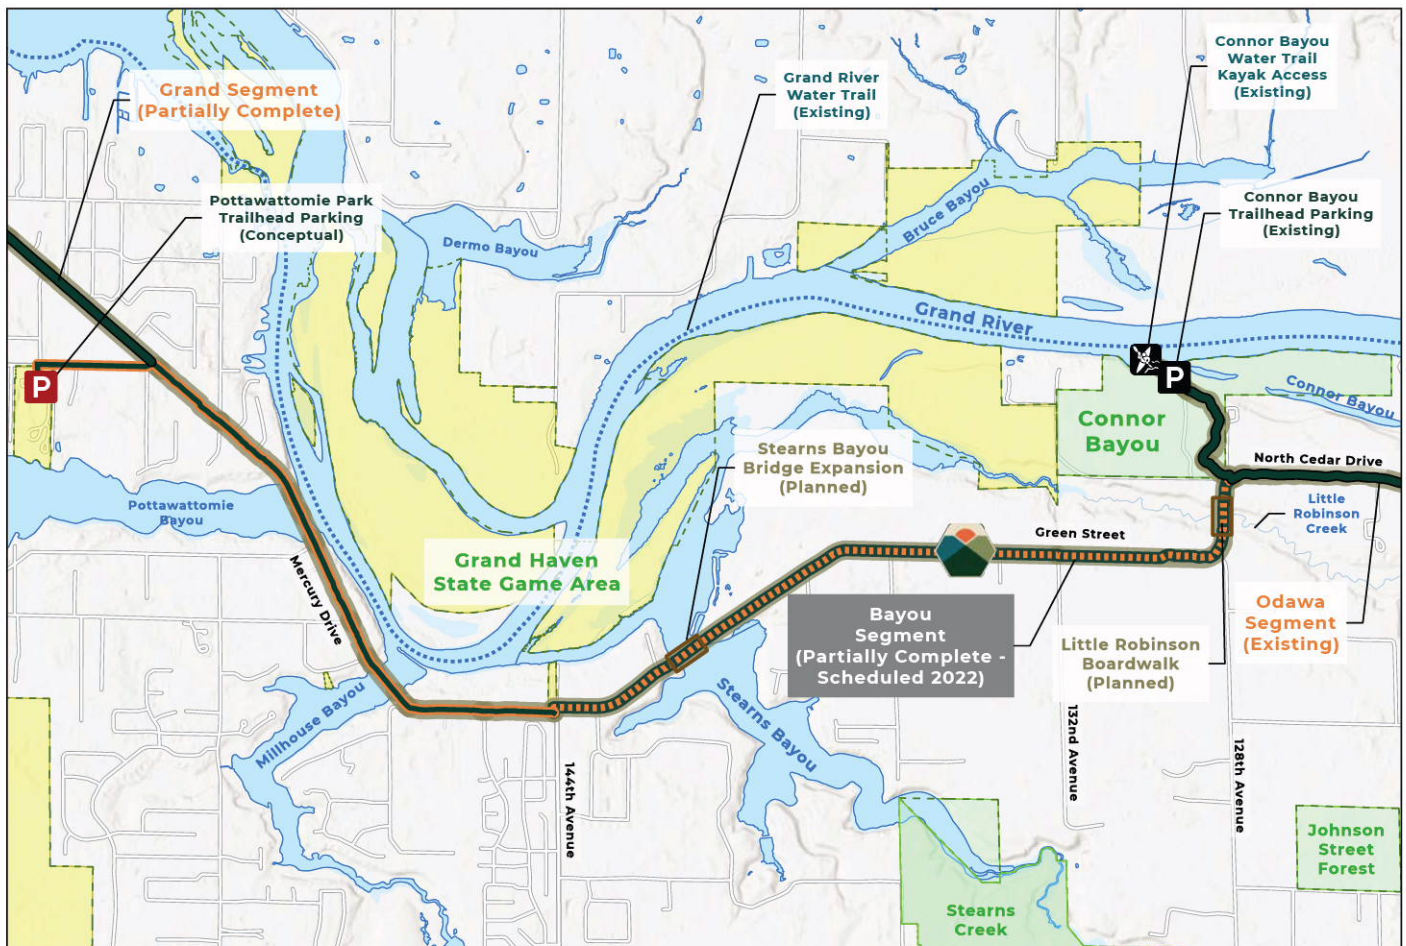 Connor Bayou
Water Trail
Kayak Access
(Existing)
Grand River
Water Trail
(Existing)
Grand Segment
(Partially Complete)
Pottawattomie Park
Trailhead Parking
(Conceptual)
Connor Bayou
Trailhead Parking
(Existing)
Bruce Bayou
Dermo Bayou
Grand River
P
P
Connor Bayou
Connor
Bayou
Stearns Bayou
Bridge Expansion
(Planned)
North Cedar Drive
Pottawattomie
Bayou
Little
Robinson
Creek
Green Street
Grand Haven
State Game Area
Mercury Drive
Bayou
Segment
(Partially Complete -
Scheduled 2022)
Odawa
Segment
(Existing)
Little Robinson
Boardwalk
(Planned)
Millhouse Bayou
Stearns Bayou
132nd Avenue
144th Avenue
128th Avenue
Johnson
Street
Forest
Stearns
Creek